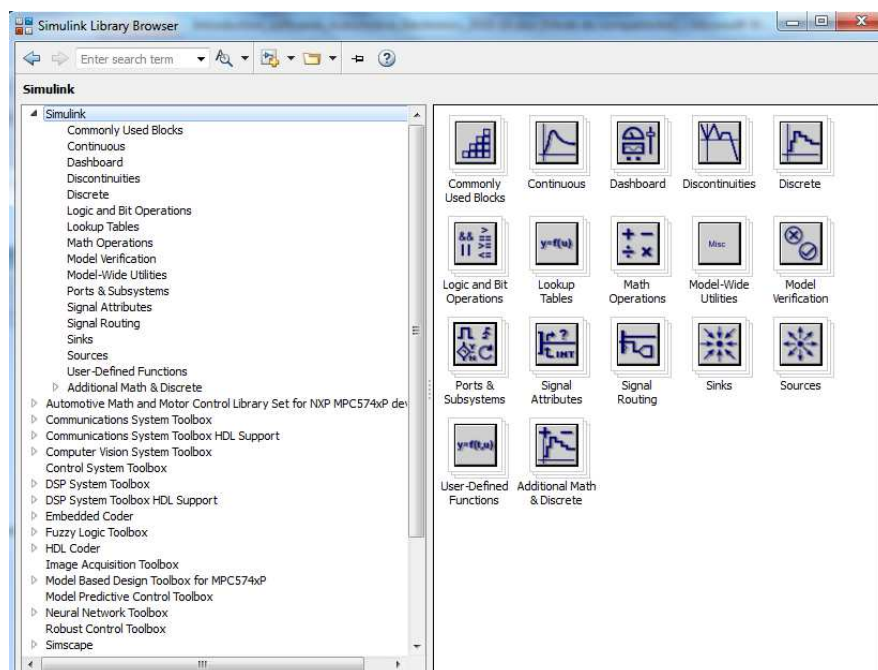 Simulink Library Browser
Enter search term
Simulink
Simulink
Commonly Used Blocks
Continuous
Dashboard
Discontinuities
Discrete
Logic and Bit Operations
Lookup Tables
Math Operations
Model Verification
Model-Wide Utilities
Ports & Subsystems
Signal Attributes
Signal Routing
Sinks
Sources
User-Defined Functions
Additional Math & Discrete
Automotive Math and Motor Control Library Set for NXP MPC574xP de
Communications System Toolbox
Communications System Toolbox HDL Support
Computer Vision System Toolbox
Control System Toolbox
DSP System Toolbox
DSP System Toolbox HDL Support
Embedded Coder
Fuzzy Logic Toolbox
HDL Coder
Image Acquisition Toolbox
Model Based Design Toolbox for MPC574xP
Model Predictive Control Toolbox
Neural Network Toolbox
Robust Control Toolbox
Simscape
Commonly
Used Blocks
Continuous
Dashboard
Discontinuities
Discrete
&& > 
|| >=
==
<=
y=f(u)
+ -
÷ x
Misc
Logic and Bit
Operations
Lookup
Tables
Math
Operations
Model-Wide
Utilities
Model
Verification
?
INT
Ports &
Subsystems
Signal
Attributes
Signal
Routing
Sinks
Sources
y=f(t,u)
+ -
User-Defined
Functions
Additional Math
& Discrete